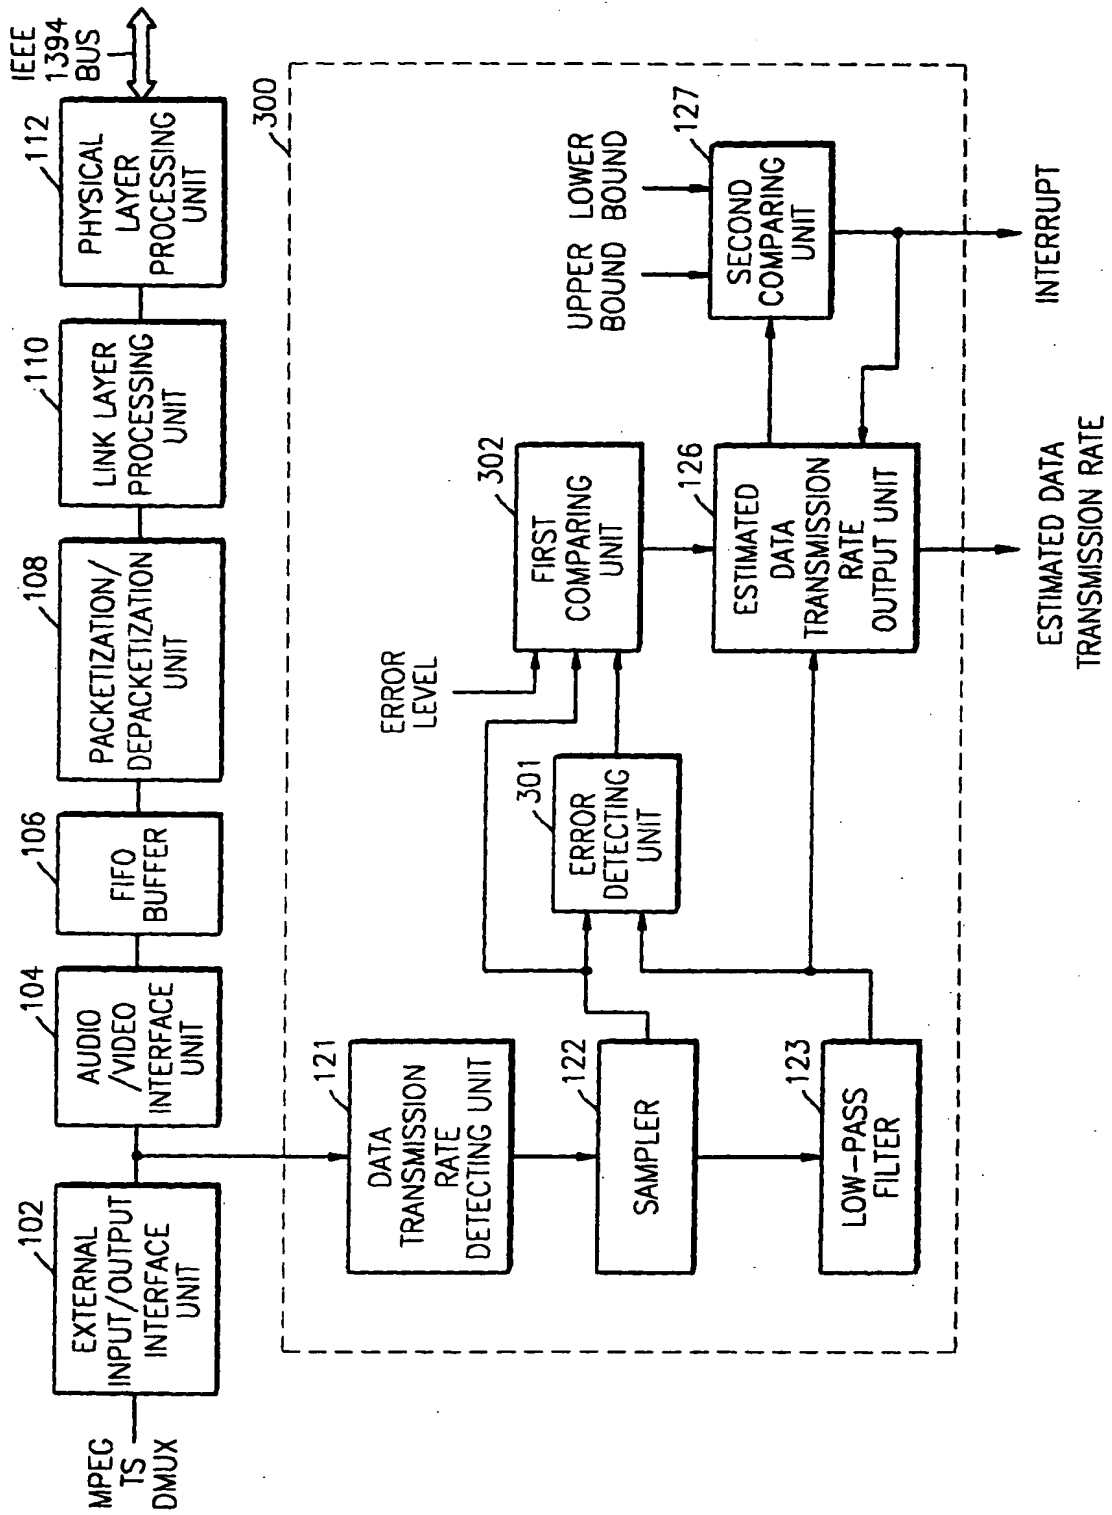 MPEG
TS
DMUX
102
EXTERNAL
INPUT/OUTPUT
INTERFACE
UNIT
104
AUDIO
/VIDEO
INTERFACE
UNIT
106
FIFO
BUFFER
108
PACKETIZATION/
DEPACKETIZATION
UNIT
110
LINK LAYER
PROCESSING
UNIT
112
PHYSICAL
LAYER
PROCESSING
UNIT
IEEE
1394
BUS
300
121
DATA
TRANSMISSION
RATE
DETECTING UNIT
122
SAMPLER
123
LOW-PASS
FILTER
301
ERROR
DETECTING
UNIT
ERROR
LEVEL
302
FIRST
COMPARING
UNIT
126
ESTIMATED
DATA
TRANSMISSION
RATE
OUTPUT UNIT
UPPER
BOUND
LOWER
BOUND
127
SECOND
COMPARING
UNIT
ESTIMATED DATA
TRANSMISSION RATE
INTERRUPT